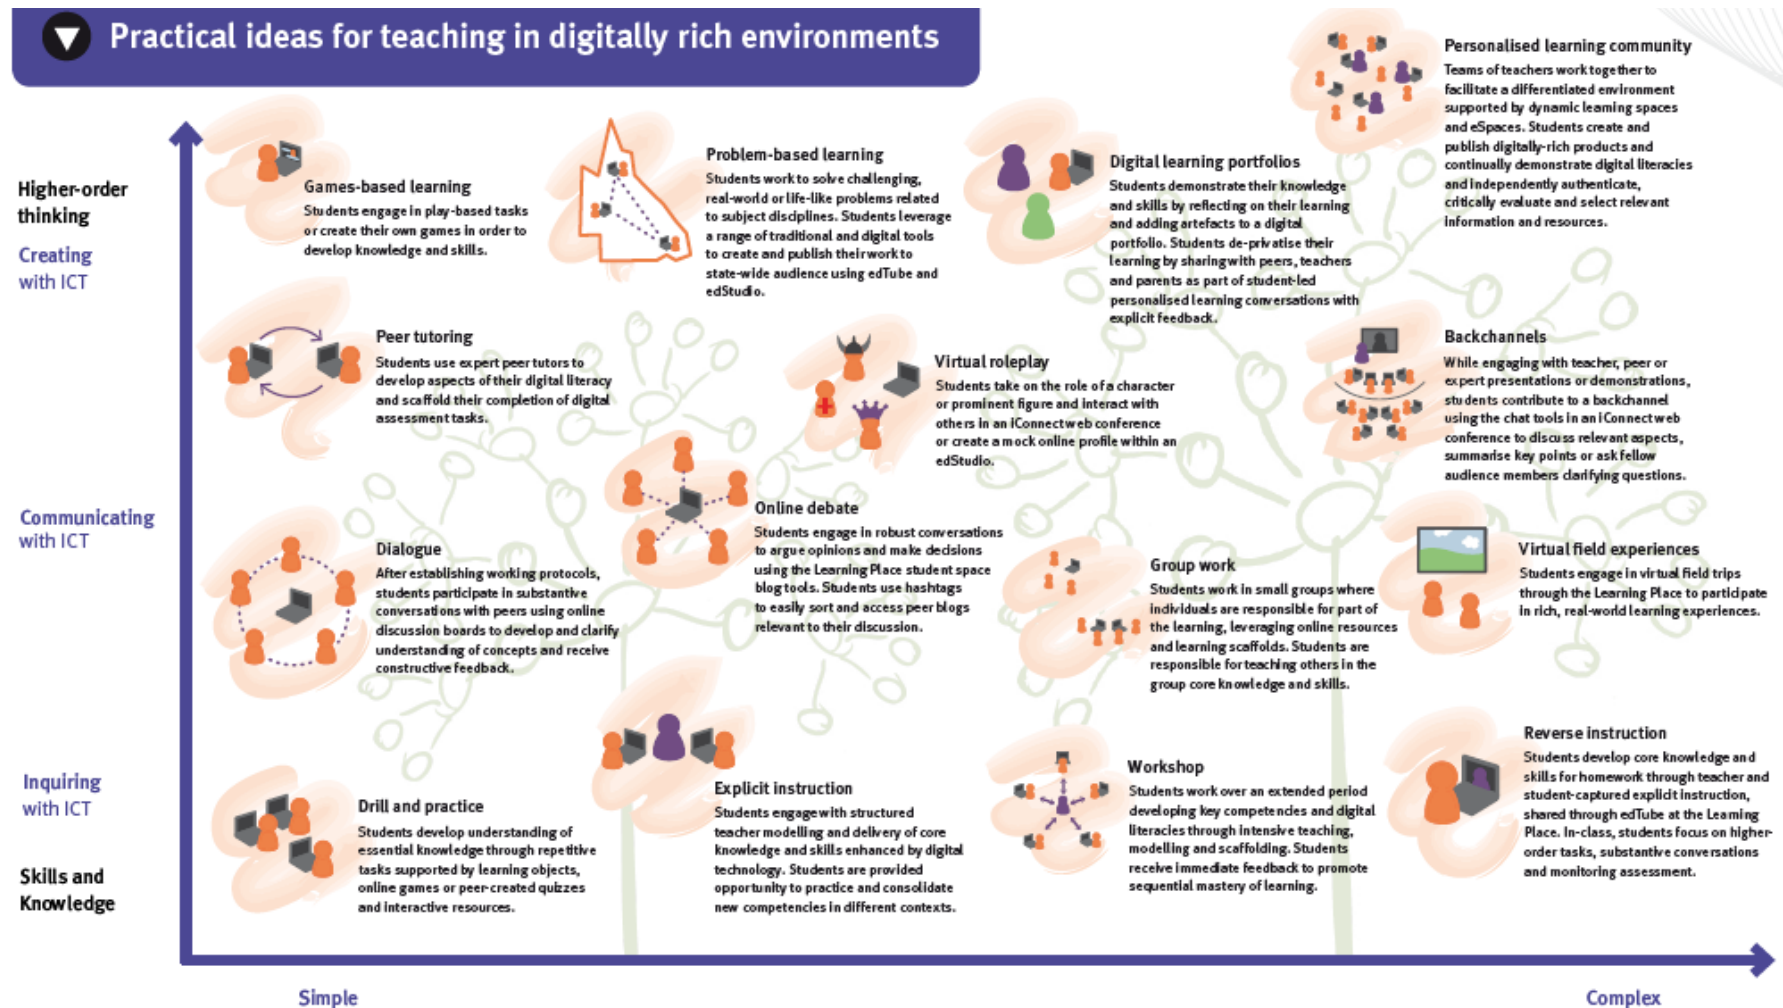 Practical ideas for teaching in digitally rich environments
Higher-order
thinking
Creating
with ICT
Communicating
with ICT
Inquiring
with ICT
Skills and
Knowledge
Games-based learning
Students engage in play-based tasks
or create their own games in order to
develop knowledge and skills.
Problem-based learning
Students work to solve challenging,
real-world or life-like problems related
to subject disciplines. Students leverage
a range of traditional and digital tools
to create and publish their work to
state-wide audience using edTube and
edStudio.
Digital learning portfolios
Students demonstrate their knowledge
and skills by reflecting on their learning
and adding artefacts to a digital
portfolio. Students de-privatise their
learning by sharing with peers, teachers
and parents as part of student-led
personalised learning conversations with
explicit feedback.
Personalised learning community
Teams of teachers work together to
facilitate a differentiated environment
supported by dynamic learning spaces
and eSpaces. Students create and
publish digitally-rich products and
continually demonstrate digital literacies
and independently authenticate,
critically evaluate and select relevant
information and resources.
Peer tutoring
Students use expert peer tutors to
develop aspects of their digital literacy
and scaffold their completion of digital
assessment tasks.
Virtual roleplay
Students take on the role of a character
or prominent figure and interact with
others in an iConnect web conference
or create a mock online profile within an
edStudio.
Backchannels
While engaging with teacher, peer or
expert presentations or demonstrations,
students contribute to a backchannel
using the chat tools in an iConnect web
conference to discuss relevant aspects,
summarise key points or ask fellow
audience members clarifying questions.
Dialogue
After establishing working protocols,
students participate in substantive
conversations with peers using online
discussion boards to develop and clarify
understanding of concepts and receive
constructive feedback.
Online debate
Students engage in robust conversations
to argue opinions and make decisions
using the Learning Place student space
blog tools. Students use hashtags
to easily sort and access peer blogs
relevant to their discussion.
Group work
Students work in small groups where
individuals are responsible for part of
the learning, leveraging online resources
and learning scaffolds. Students are
responsible for teaching others in the
group core knowledge and skills.
Virtual field experiences
Students engage in virtual field trips
through the Learning Place to participate
in rich, real-world learning experiences.
Drill and practice
Students develop understanding of
essential knowledge through repetitive
tasks supported by learning objects,
online games or peer-created quizzes
and interactive resources.
Explicit instruction
Students engage with structured
teacher modelling and delivery of core
knowledge and skills enhanced by digital
technology. Students are provided
opportunity to practice and consolidate
new competencies in different contexts.
Workshop
Students work over an extended period
developing key competencies and digital
literacies through intensive teaching,
modelling and scaffolding. Students
receive immediate feedback to promote
sequential mastery of learning.
Reverse instruction
Students develop core knowledge and
skills for homework through teacher and
student-captured explicit instruction,
shared through edTube at the Learning
Place. In-class, students focus on higher-
order tasks, substantive conversations
and monitoring assessment.
Simple
Complex